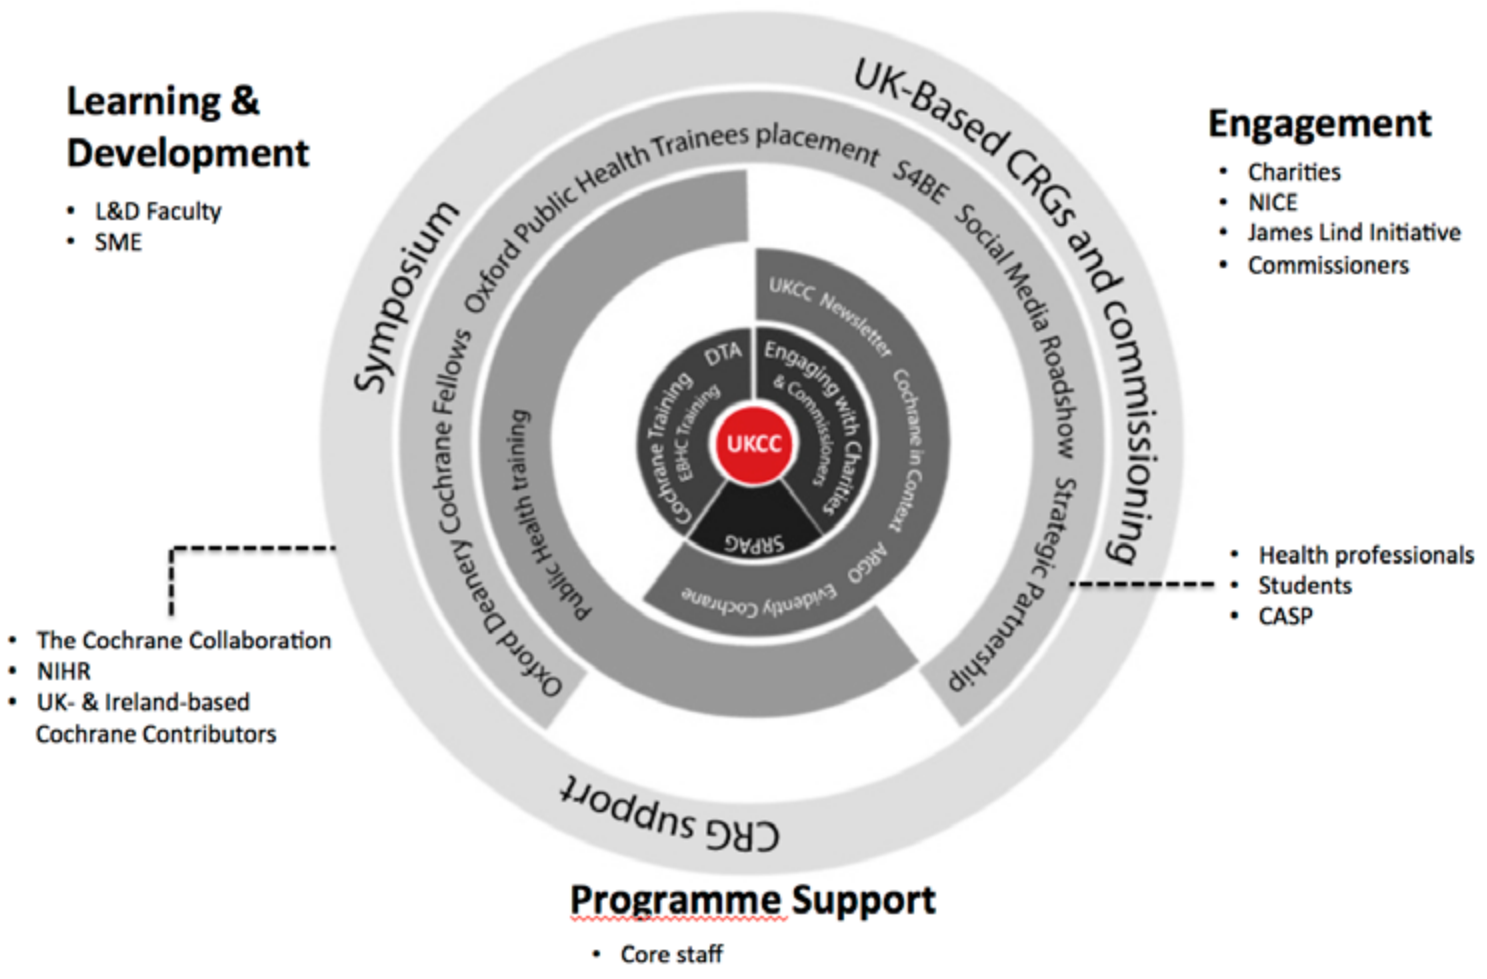 Learning &
Development
• L&D Faculty
• SME
Engagement
• Charities
• NICE
• James Lind Initiative
• Commissioners
Symposium
UK-Based CRGs and commissioning
CRG support
Oxford Deanery Cochrane Fellows
Oxford Public Health Trainees placement
S4BE
Social Media Roadshow
Strategic Partnership
Public Health training
UKCC Newsletter
Cochrane in Context
ARGO
Evidently Cochrane
Cochrane Training
EBHC Training
DTA
Engaging with Charities
& Commissioners
SRPAG
UKCC
• The Cochrane Collaboration
• NIHR
• UK- & Ireland-based
Cochrane Contributors
• Health professionals
• Students
• CASP
Programme Support
• Core staff